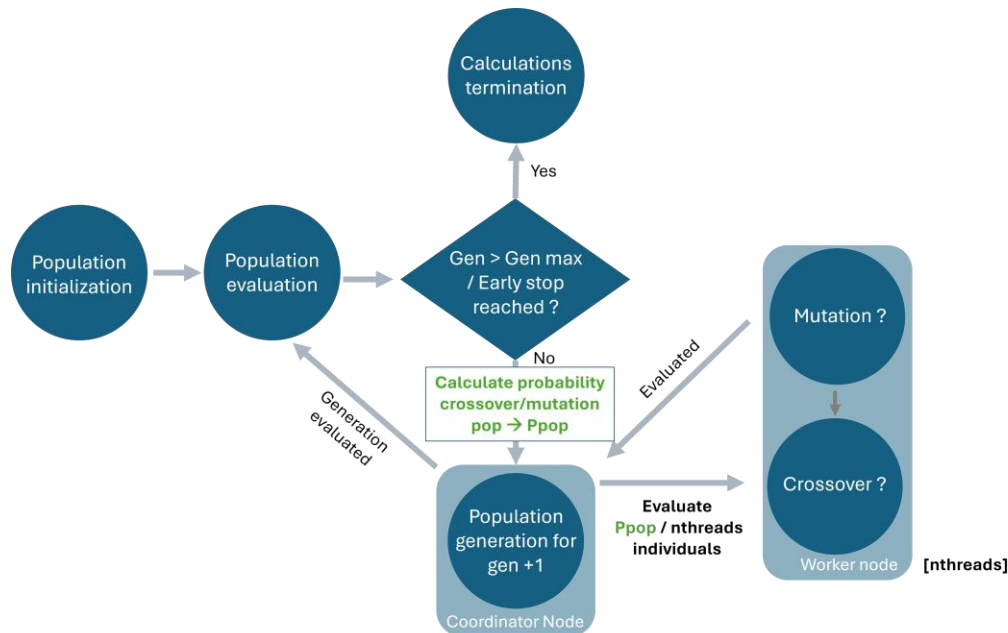 Calculations
termination
Yes
Population
initialization
Population
evaluation
Gen > Gen max
/ Early stop
reached ?
No
Calculate probability
crossover/mutation
pop → Ppop
Generation
evaluated
Evaluated
Mutation ?
Crossover ?
Worker node
[nthreads]
Evaluate
Ppop / nthreads
individuals
Population
generation for
gen +1
Coordinator Node